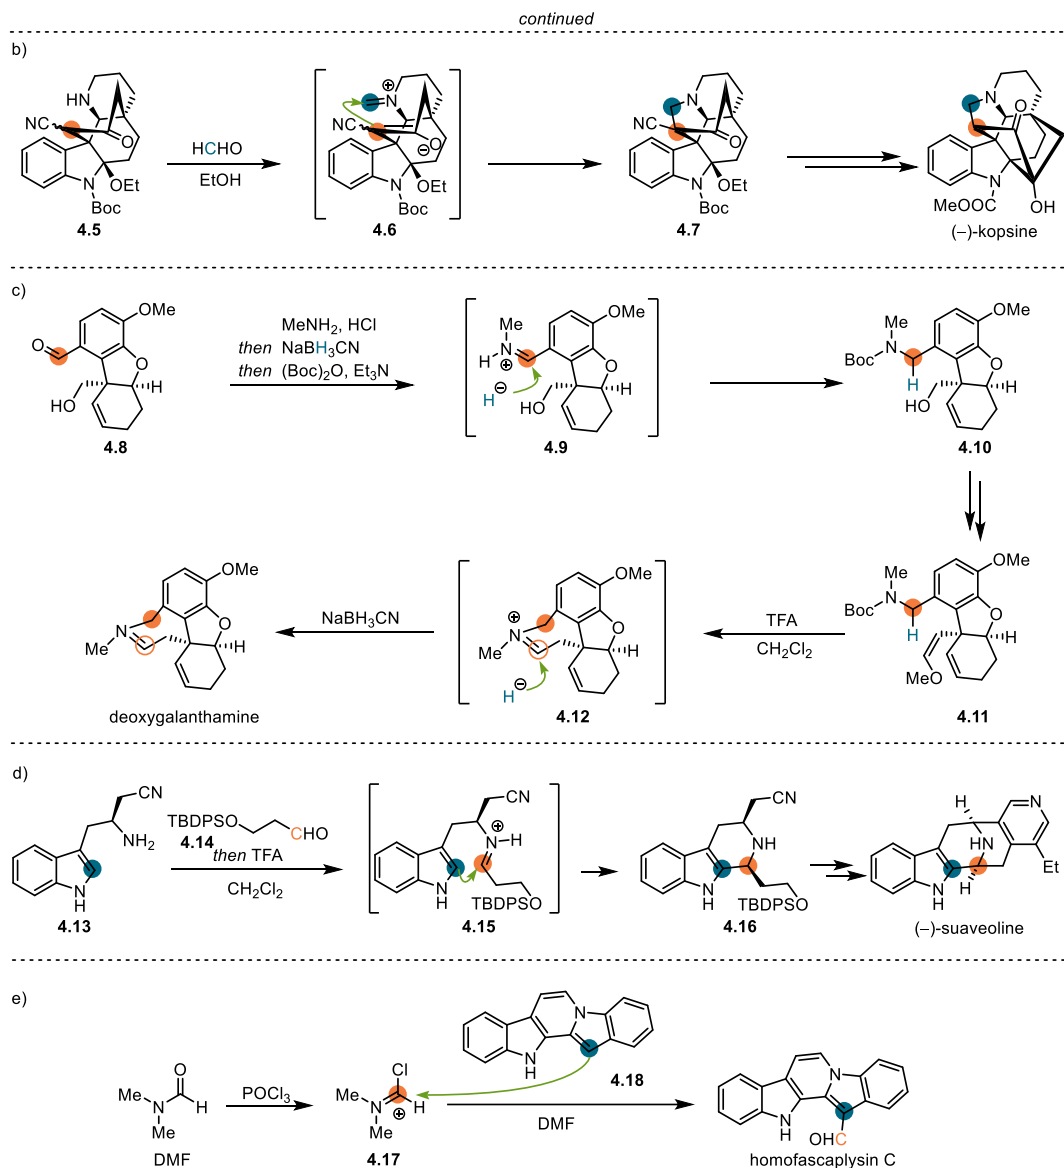 continued
b)
HN
NC
O
N
OEt
Boc
4.5
HCHO
EtOH
⊕
N
NC
O
⊖
N
OEt
Boc
4.6
N
NC
O
N
OEt
Boc
4.7
N
O
N
MeOOC
OH
(−)-kopsine
c)
OMe
O
O
H
HO
4.8
MeNH2, HCl
then NaBH3CN
then (Boc)2O, Et3N
Me
OMe
N
H
⊕
O
H
H
⊖
HO
4.9
Me
OMe
N
Boc
H
O
H
HO
4.10
OMe
O
N
Me
H
deoxygalanthamine
NaBH3CN
⊕
OMe
N
O
Me
H
H
⊖
4.12
TFA
CH2Cl2
Me
OMe
N
Boc
H
O
H
MeO
4.11
d)
CN
NH2
N
H
4.13
TBDPSO
4.14
CHO
then TFA
CH2Cl2
CN
⊕
N
H
N
H
TBDPSO
4.15
CN
NH
N
H
TBDPSO
4.16
N
H
HN
N
H
H
Et
(−)-suaveoline
e)
O
N
H
Me
Me
DMF
POCl3
Cl
Me
N
H
⊕
Me
4.17
N
N
H
4.18
DMF
N
N
H
OHC
homofascaplysin C